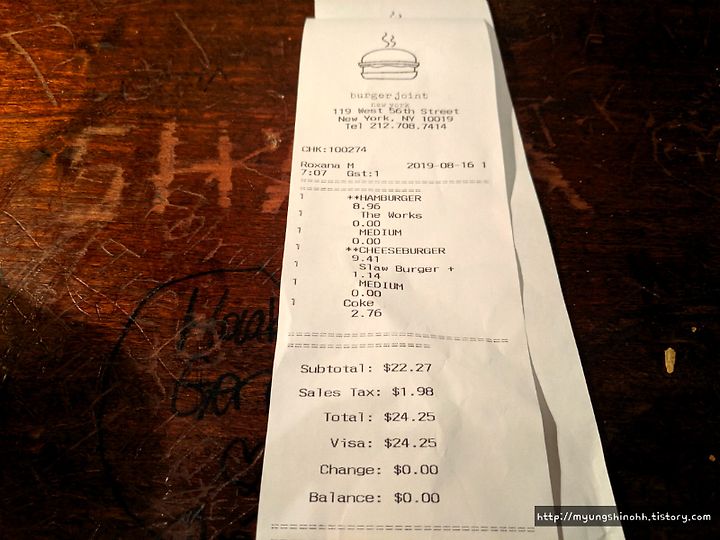 burger joint
new york
119 West 56th Street
New York, NY 10019
Tel 212.708.7414
CHK:100274
Roxana M 2019-08-16 1
7:07 Gst:1
=================================
====================
1 ++HAMBURGER
8.96
1 The Works
0.00
1 MEDIUM
0.00
1 ++CHEESEBURGER
9.41
1 Slaw Burger +
1.14
1 MEDIUM
0.00
1 Coke
2.76
=================================
====================
Subtotal: $22.27
Sales Tax: $1.98
Total: $24.25
Visa: $24.25
Change: $0.00
Balance: $0.00
=================================
http://myungshinohh.tistory.com